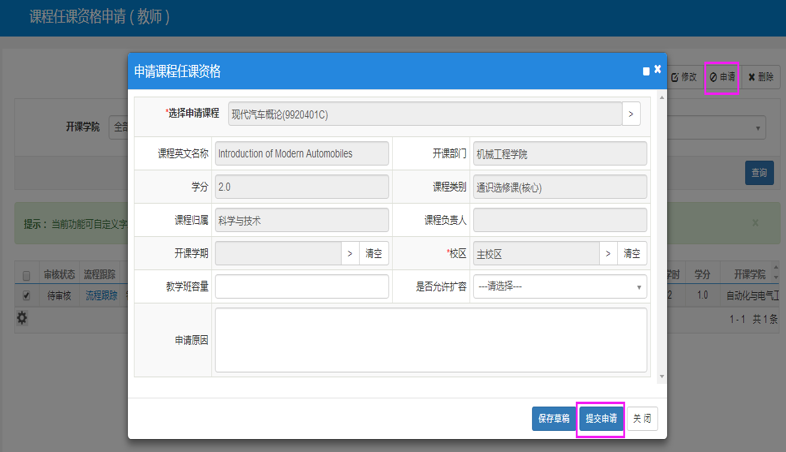 课程任课资格申请（教师）
申请课程任课资格
修改 申请 删除
*选择申请课程 现代汽车概论(9920401C) >
开课学院 全部
课程英文名称 Introduction of Modern Automobiles 开课部门 机械工程学院
学分 2.0 课程类别 通识选修课(核心)
查询
课程归属 科学与技术 课程负责人
提示：当前功能可自定义字 x
开课学期 > 清空 *校区 主校区 > 清空
审核状态 流程跟踪 学时 学分 开课学院
教学班容量 是否允许扩容 ---请选择---
待审核 流程跟踪 2 1.0 自动化与电气工
1 - 1 共 1 条
申请原因
保存草稿 提交申请 关 闭